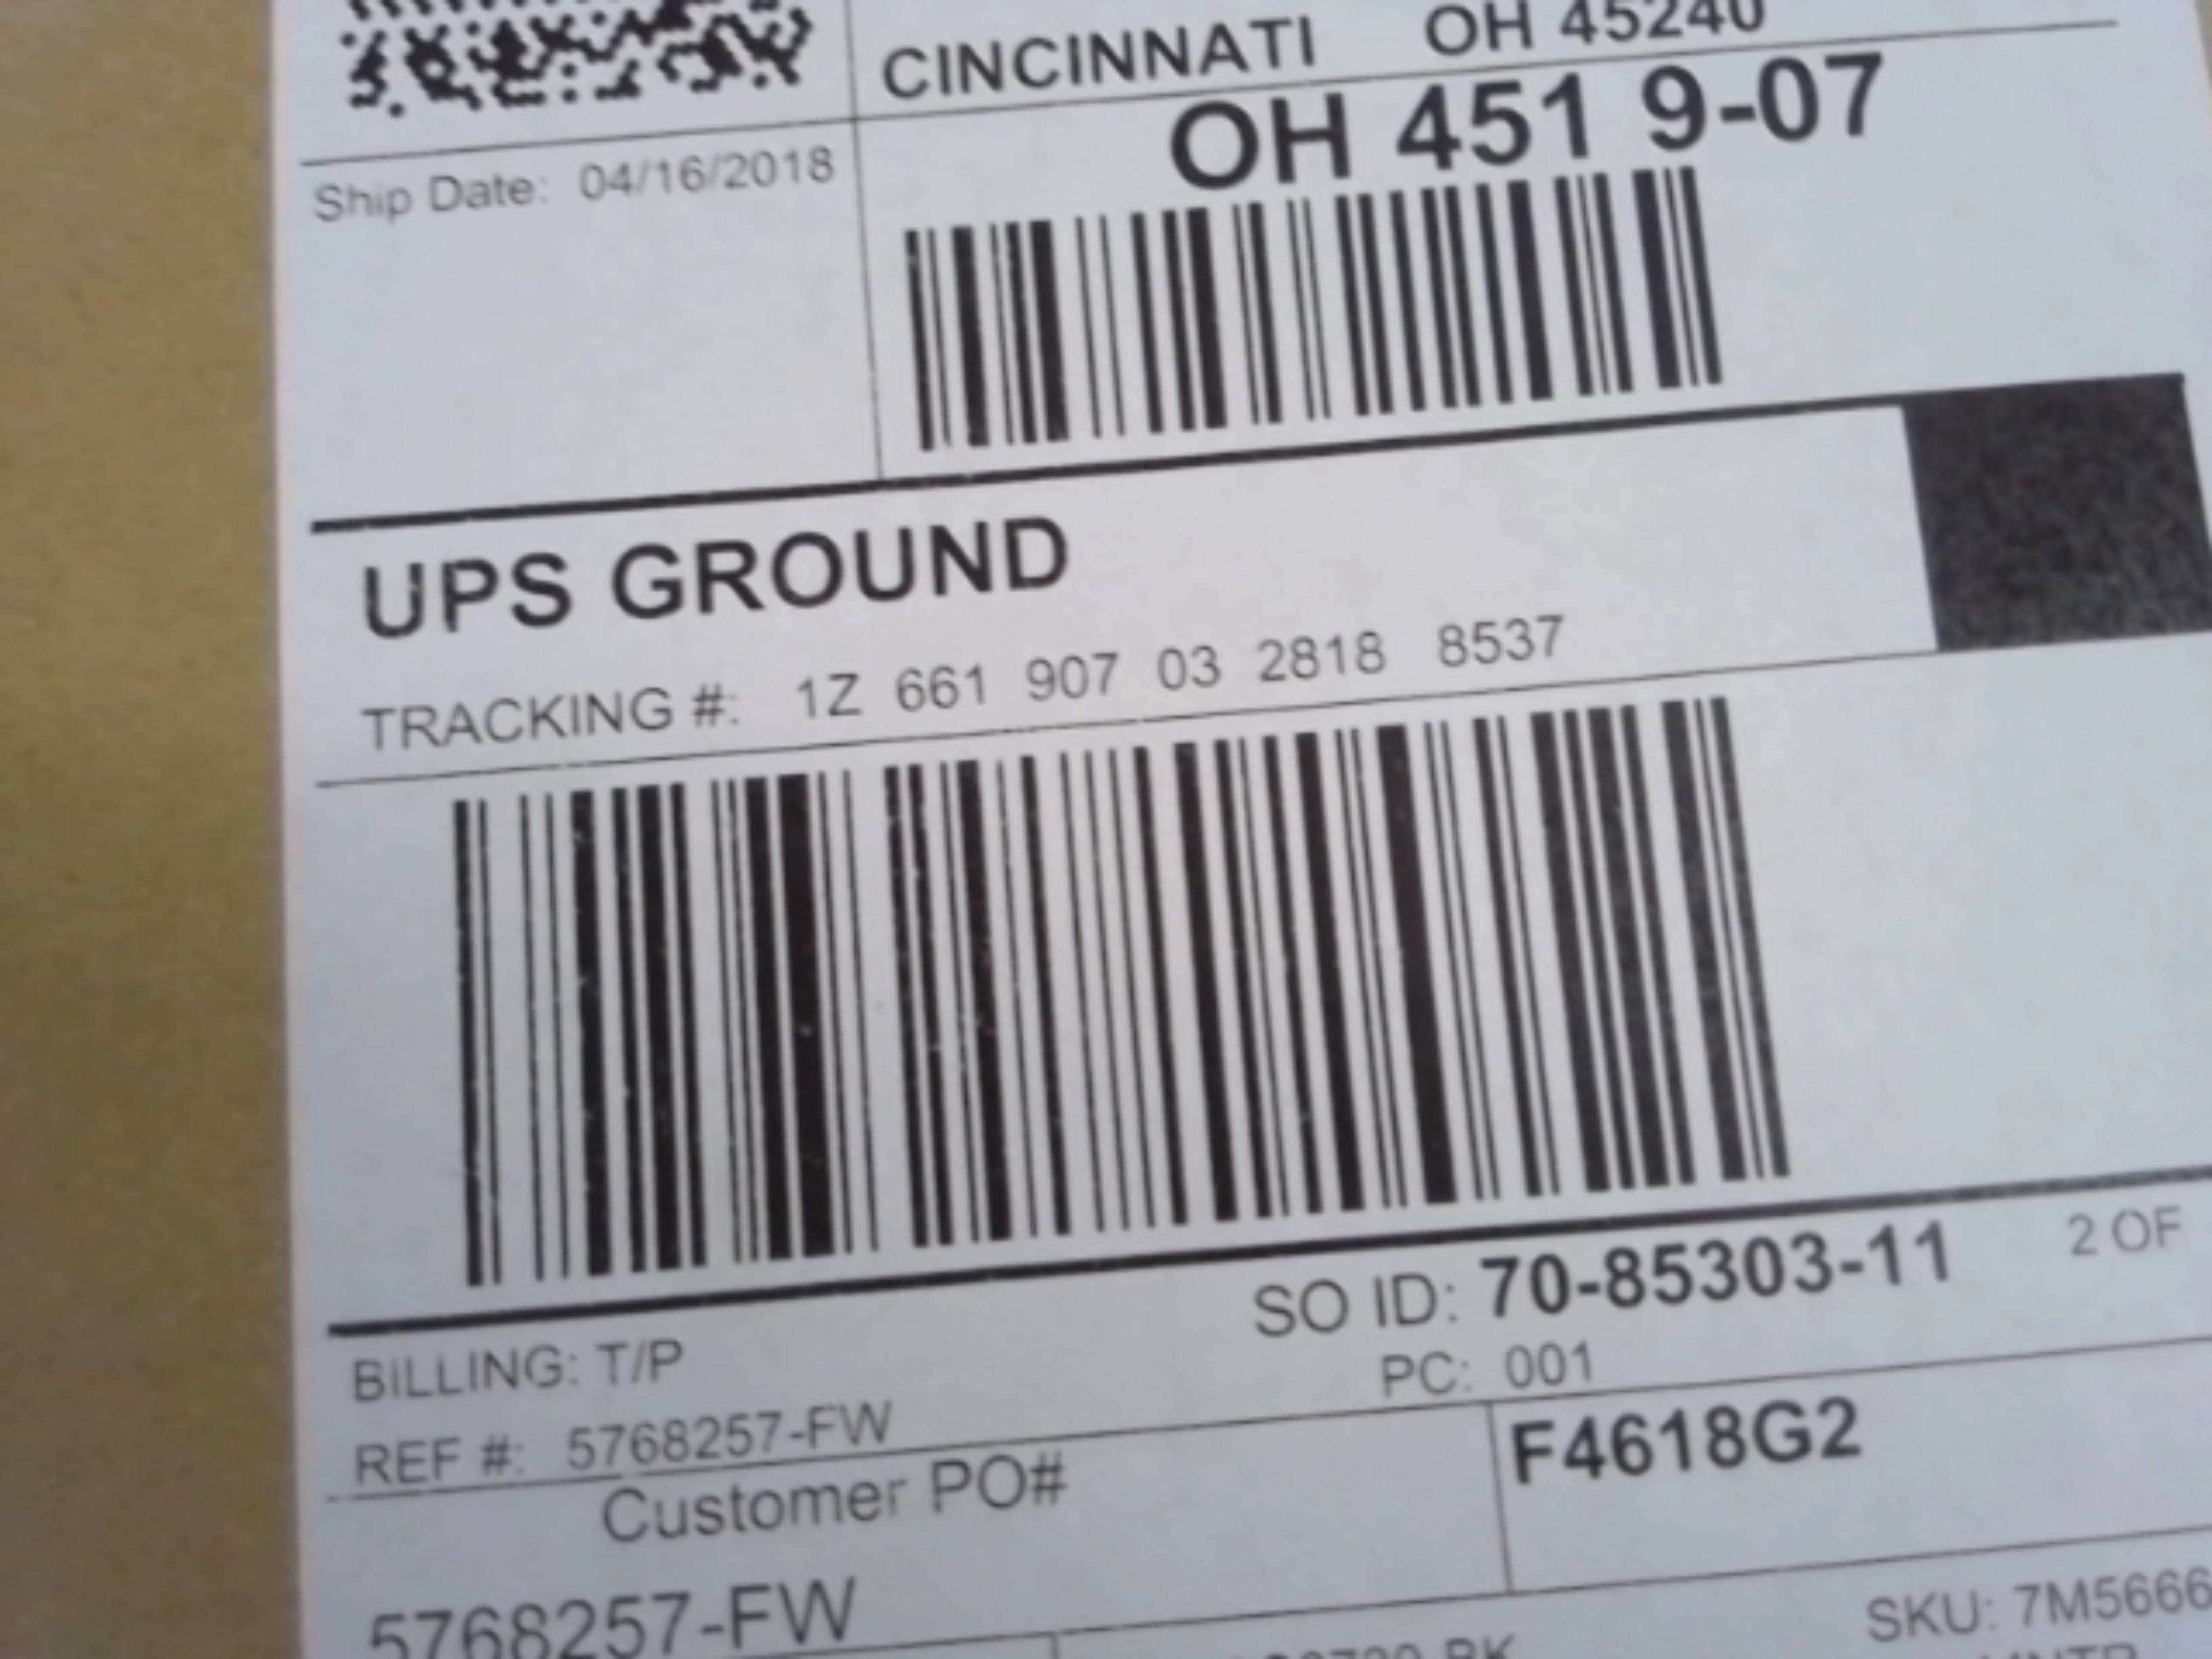 CINCINNATI OH 45240
OH 451 9-07
Ship Date: 04/16/2018
UPS GROUND
TRACKING #: 1Z 661 907 03 2818 8537
SO ID: 70-85303-11 2 OF
BILLING: T/P
PC: 001
REF #: 5768257-FW
F4618G2
Customer PO#
5768257-FW
SKU: 7M5666